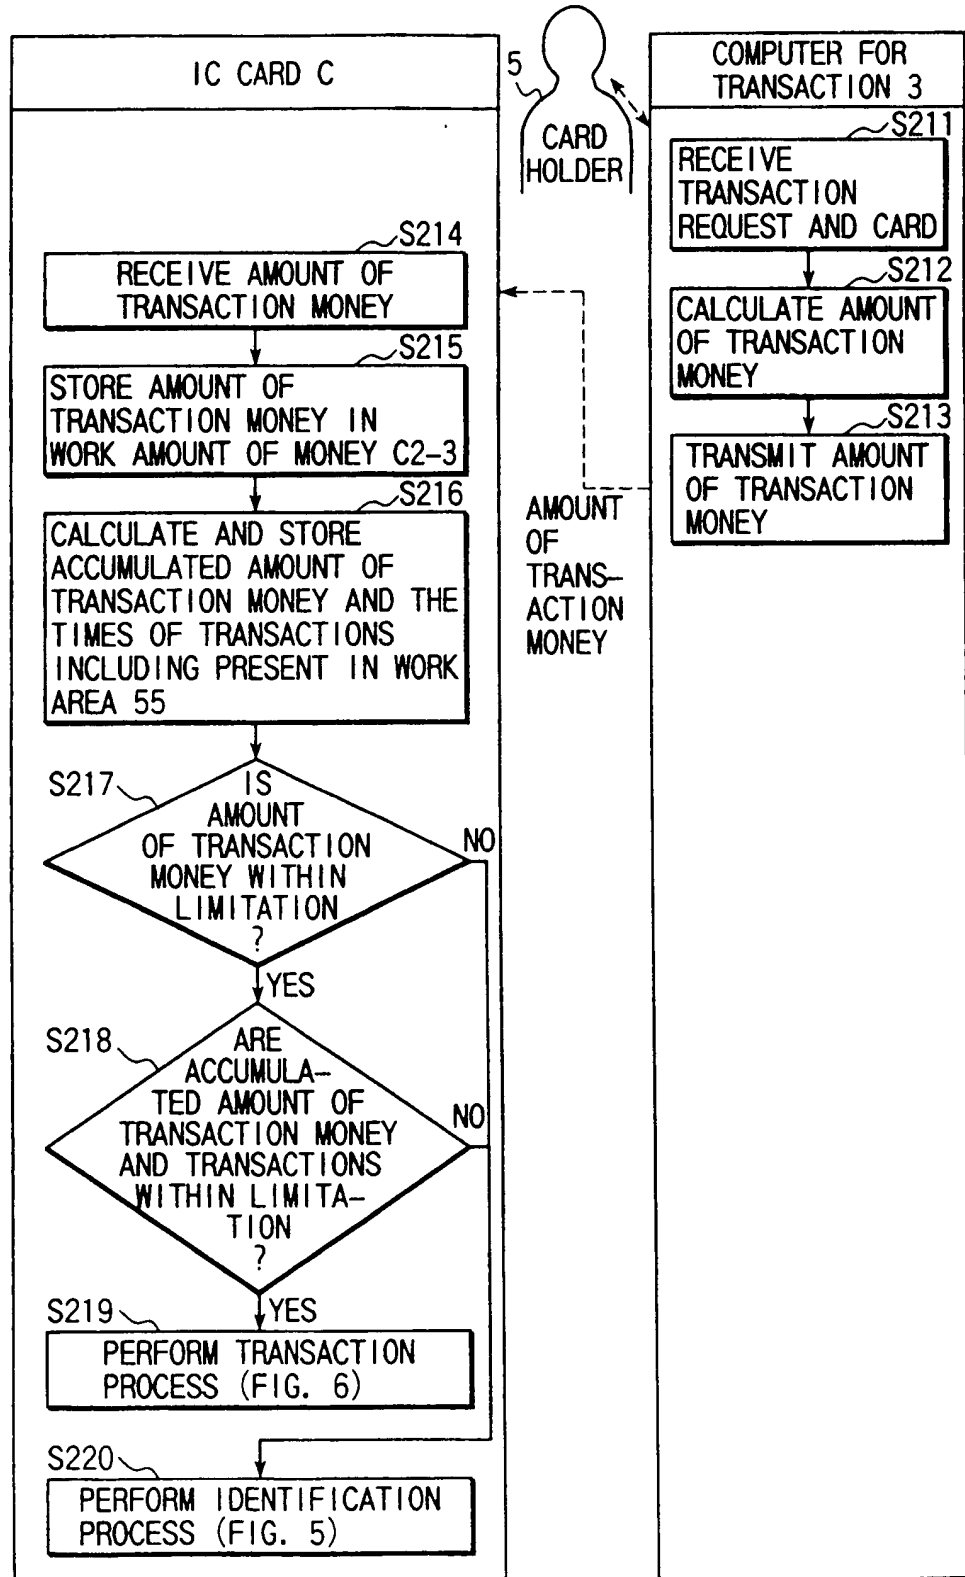 IC CARD C
5
CARD
HOLDER
COMPUTER FOR
TRANSACTION 3
S211
RECEIVE
TRANSACTION
REQUEST AND CARD
S212
CALCULATE AMOUNT
OF TRANSACTION
MONEY
S213
TRANSMIT AMOUNT
OF TRANSACTION
MONEY
AMOUNT
OF
TRANS-
ACTION
MONEY
S214
RECEIVE AMOUNT OF
TRANSACTION MONEY
S215
STORE AMOUNT OF
TRANSACTION MONEY IN
WORK AMOUNT OF MONEY C2-3
S216
CALCULATE AND STORE
ACCUMULATED AMOUNT OF
TRANSACTION MONEY AND THE
TIMES OF TRANSACTIONS
INCLUDING PRESENT IN WORK
AREA 55
S217
IS
AMOUNT
OF TRANSACTION
MONEY WITHIN
LIMITATION
?
NO
YES
S218
ARE
ACCUMULA-
TED AMOUNT OF
TRANSACTION MONEY
AND TRANSACTIONS
WITHIN LIMITA-
TION
?
NO
YES
S219
PERFORM TRANSACTION
PROCESS (FIG. 6)
S220
PERFORM IDENTIFICATION
PROCESS (FIG. 5)